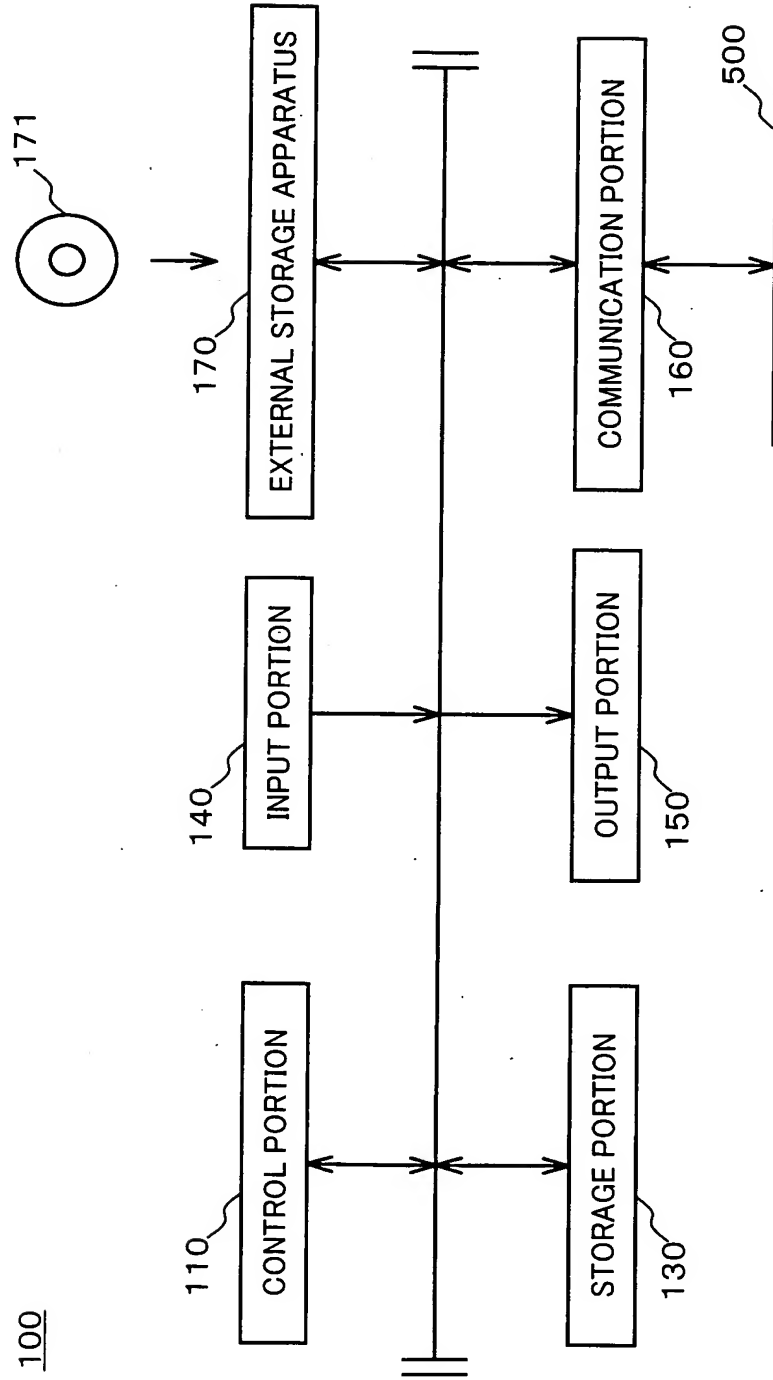 100
110
CONTROL PORTION
140
INPUT PORTION
170
EXTERNAL STORAGE APPARATUS
171
STORAGE PORTION
130
OUTPUT PORTION
150
COMMUNICATION PORTION
160
500